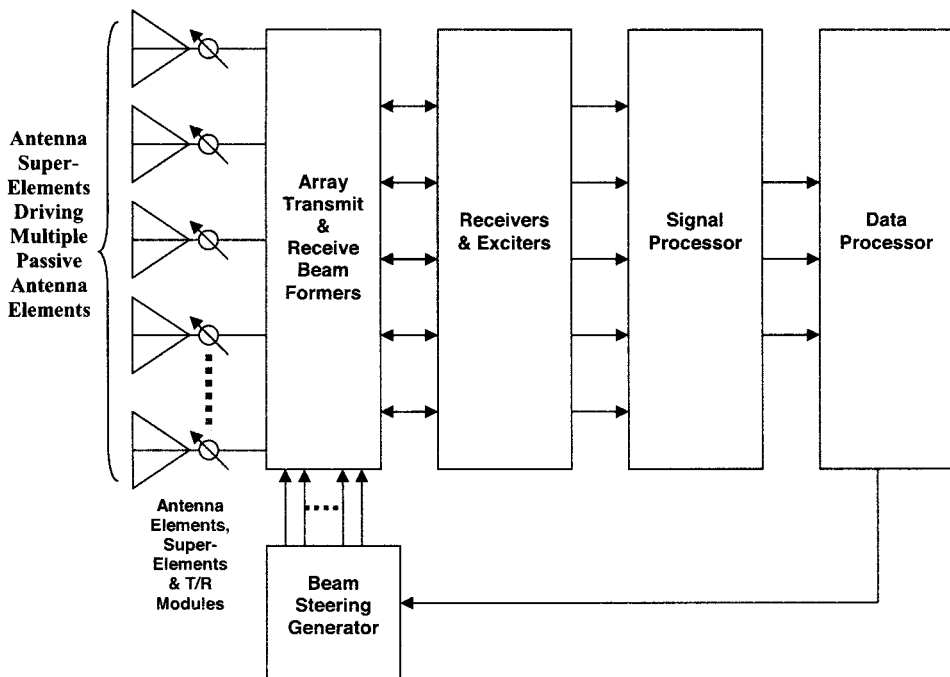 Antenna
Super-
Elements
Driving
Multiple
Passive
Antenna
Elements
Array
Transmit
&
Receive
Beam
Formers
Receivers
& Exciters
Signal
Processor
Data
Processor
Antenna
Elements,
Super-
Elements
& T/R
Modules
Beam
Steering
Generator